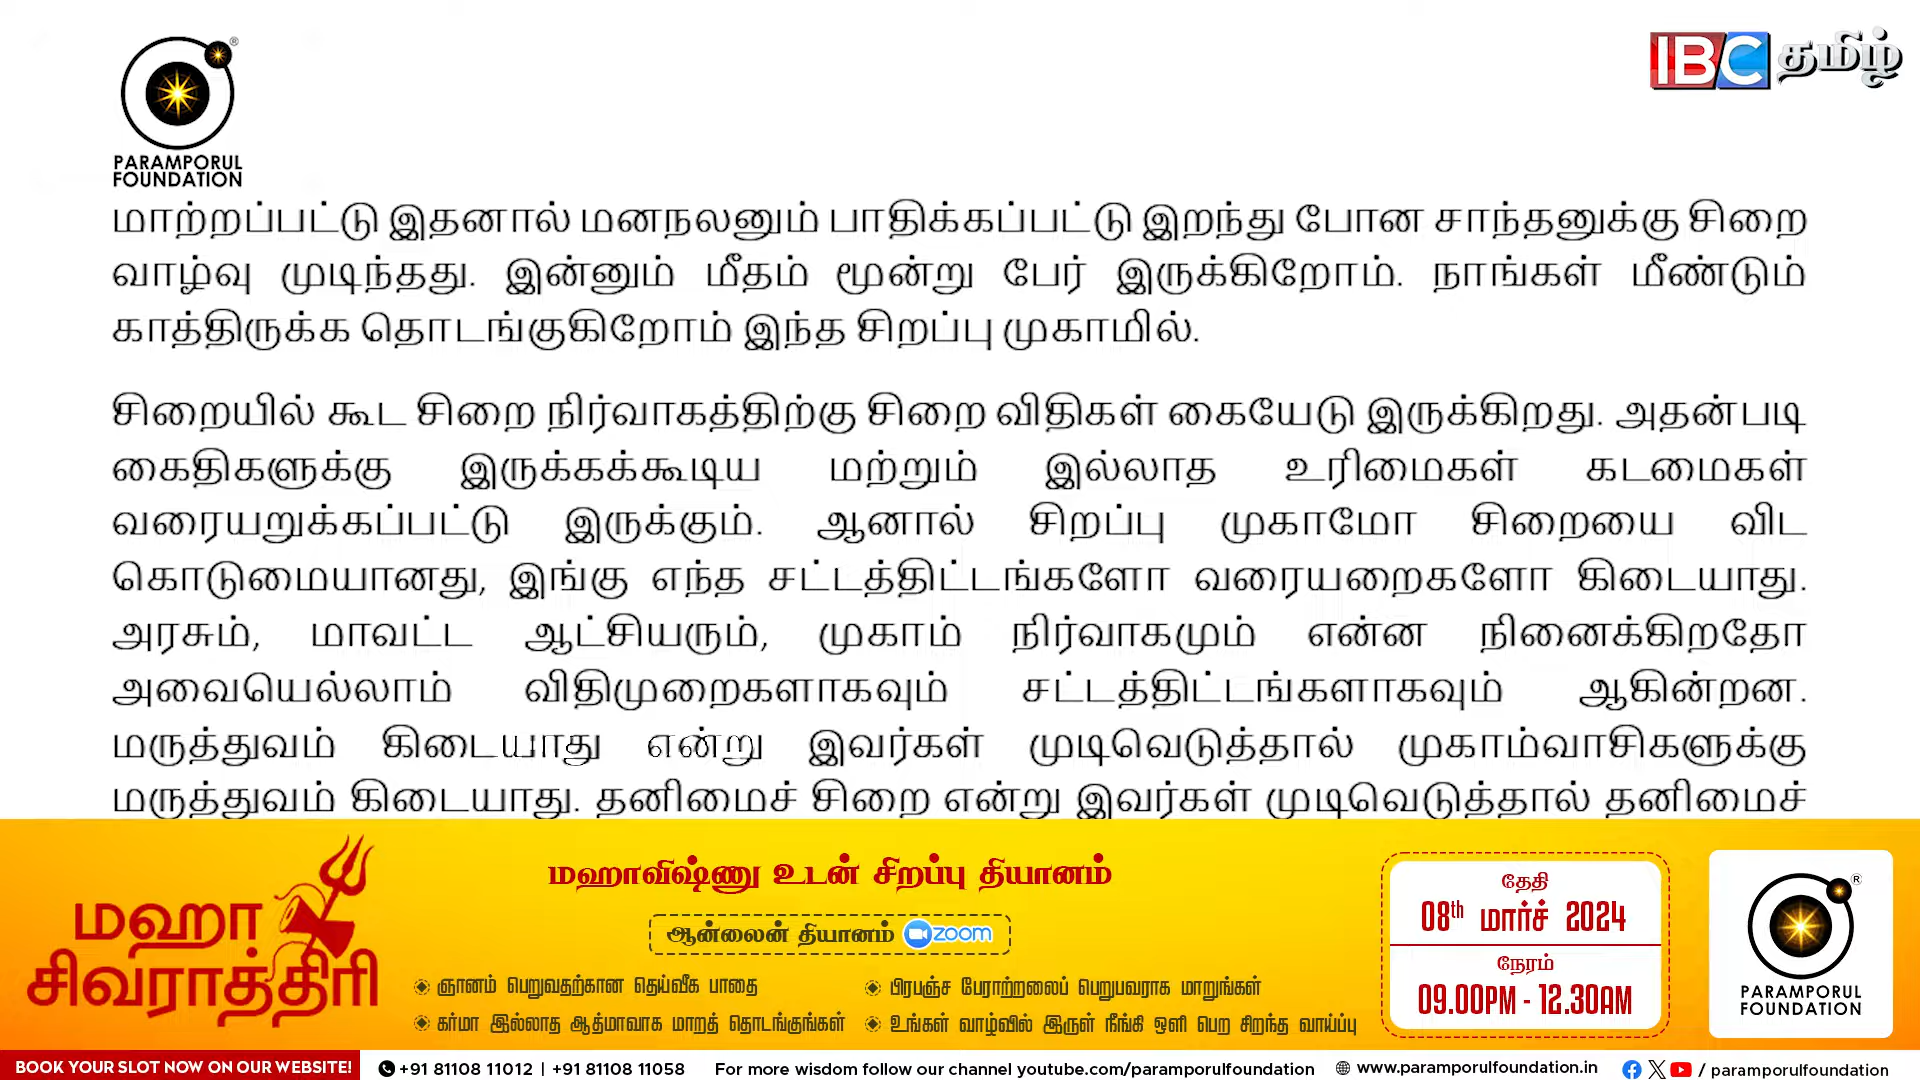 PARAMPORUL
FOUNDATION
IBC தமிழ்
மாற்றப்பட்டு இதனால் மனநலனும் பாதிக்கப்பட்டு இறந்து போன சாந்தனுக்கு சிறை
வாழ்வு முடிந்தது. இன்னும் மீதம் மூன்று பேர் இருக்கிறோம். நாங்கள் மீண்டும்
காத்திருக்க தொடங்குகிறோம் இந்த சிறப்பு முகாமில்.
சிறையில் கூட சிறை நிர்வாகத்திற்கு சிறை விதிகள் கையேடு இருக்கிறது. அதன்படி
கைதிகளுக்கு இருக்கக்கூடிய மற்றும் இல்லாத உரிமைகள் கடமைகள்
வரையறுக்கப்பட்டு இருக்கும். ஆனால் சிறப்பு முகாமோ சிறையை விட
கொடுமையானது, இங்கு எந்த சட்டத்திட்டங்களோ வரையறைகளோ கிடையாது.
அரசும், மாவட்ட ஆட்சியரும், முகாம் நிர்வாகமும் என்ன நினைக்கிறதோ
அவையெல்லாம் விதிமுறைகளாகவும் சட்டத்திட்டங்களாகவும் ஆகின்றன.
மருத்துவம் கிடையாது என்று இவர்கள் முடிவெடுத்தால் முகாம்வாசிகளுக்கு
மருத்துவம் கிடையாது. தனிமைச் சிறை என்று இவர்கள் முடிவெடுத்தால் தனிமைச்
மஹா
சிவராத்திரி
மஹாவிஷ்ணு உடன் சிறப்பு தியானம்
ஆன்லைன் தியானம் zoom
ஞானம் பெறுவதற்கான தெய்வீக பாதை
பிரபஞ்ச பேராற்றலைப் பெறுபவராக மாறுங்கள்
கர்மா இல்லாத ஆத்மாவாக மாறத் தொடங்குங்கள்
உங்கள் வாழ்வில் இருள் நீங்கி ஒளி பெற சிறந்த வாய்ப்பு
தேதி
08th மார்ச் 2024
நேரம்
09.00PM - 12.30AM
PARAMPORUL
FOUNDATION
BOOK YOUR SLOT NOW ON OUR WEBSITE! +91 81108 11012 | +91 81108 11058 For more wisdom follow our channel youtube.com/paramporulfoundation www.paramporulfoundation.in / paramporulfoundation